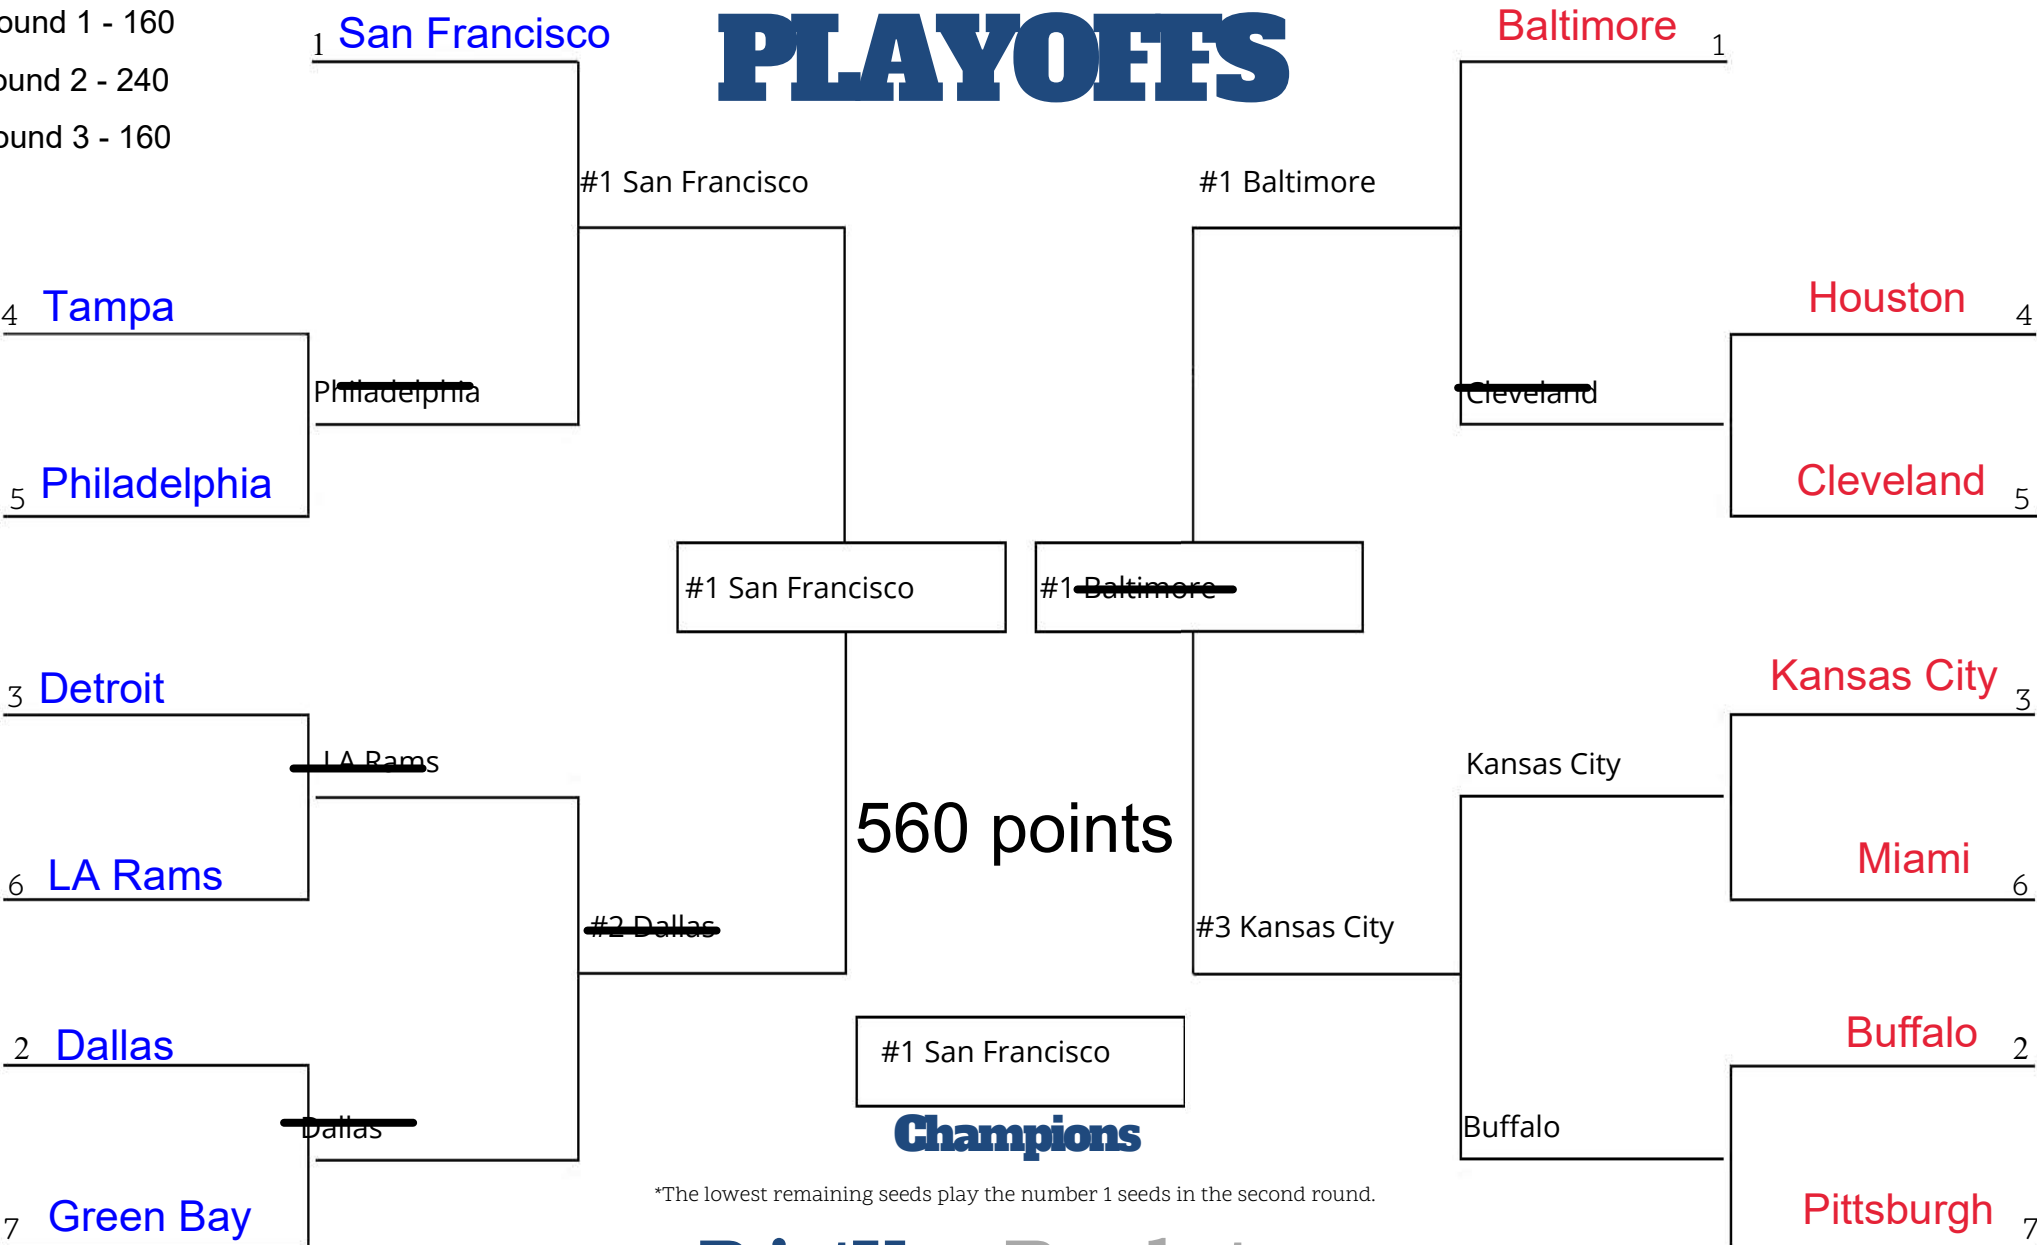 ound 1 - 160
ound 2 - 240
ound 3 - 160
PLAYOFFS
1 San Francisco
Baltimore 1
#1 San Francisco
#1 Baltimore
4 Tampa
Houston 4
Philadelphia
Cleveland
5 Philadelphia
Cleveland 5
#1 San Francisco
#1 Baltimore
3 Detroit
Kansas City 3
LA Rams
Kansas City
560 points
6 LA Rams
Miami 6
#2 Dallas
#3 Kansas City
2 Dallas
Buffalo 2
#1 San Francisco
Champions
Dallas
Buffalo
*The lowest remaining seeds play the number 1 seeds in the second round.
7 Green Bay
Pittsburgh 7